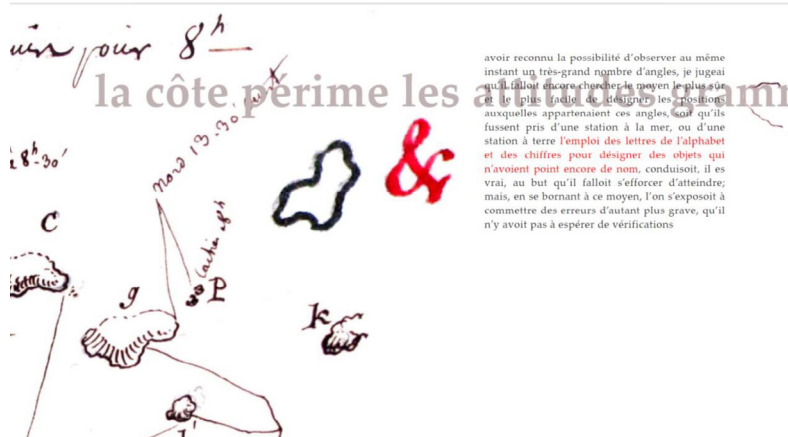 pour 8h
la côte périme les attitudes gramm
8h-30'
Nord 13-30'
C
g
P
k
&
avoir reconnu la possibilité d'observer au même
instant un très-grand nombre d'angles, je jugeai
qu'il falloit encore chercher le moyen le plus sûr
et le plus facile de désigner les positions
auxquelles appartenoient ces angles, soit qu'ils
fussent pris d'une station à la mer, ou d'une
station à terre l'emploi des lettres de l'alphabet
et des chiffres pour désigner des objets qui
n'avoient point encore de nom, conduisoit, il es
vrai, au but qu'il falloit s'efforcer d'atteindre;
mais, en se bornant à ce moyen, l'on s'exposoit à
commettre des erreurs d'autant plus grave, qu'il
n'y avoit pas à espérer de vérifications